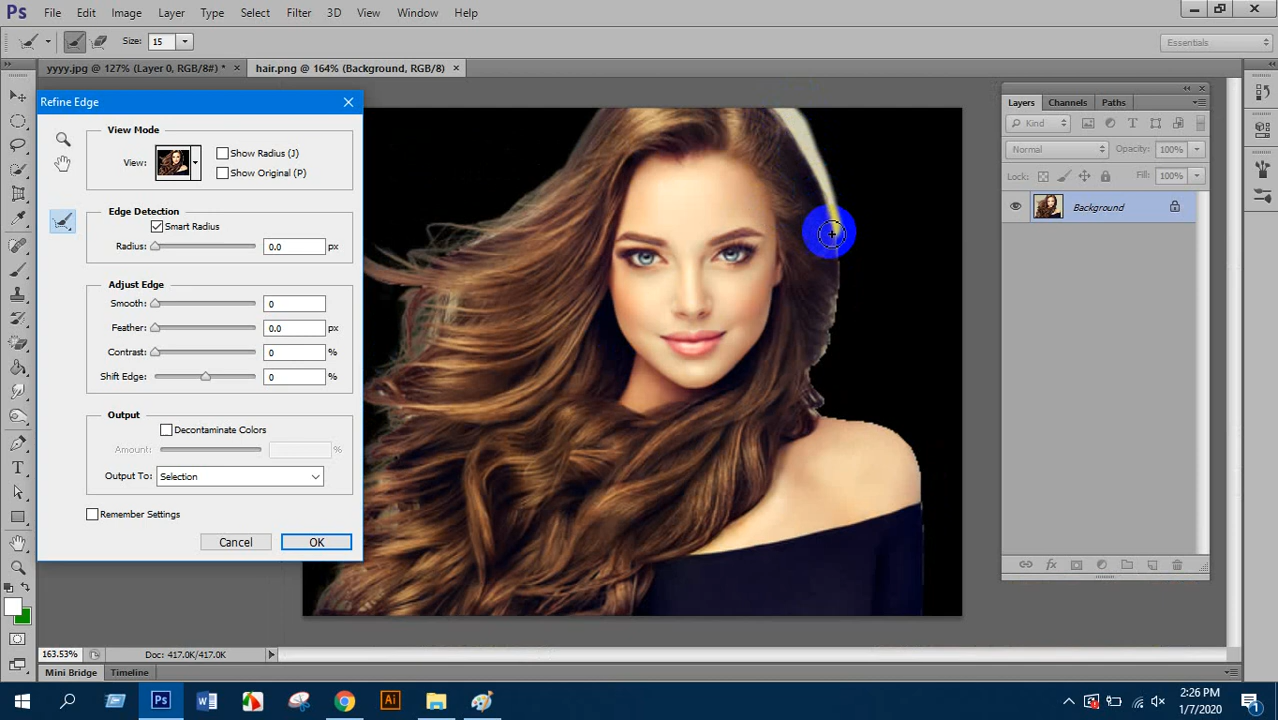 Ps File Edit Image Layer Type Select Filter 3D View Window Help
Size: 15 Essentials
yyyy.jpg @ 127% (Layer 0, RGB/8#) * × hair.png @ 164% (Background, RGB/8) ×
Refine Edge
View Mode
View:
Show Radius (J)
Show Original (P)
Edge Detection
Smart Radius
Radius: 0.0 px
Adjust Edge
Smooth: 0
Feather: 0.0 px
Contrast: 0 %
Shift Edge: 0 %
Output
Decontaminate Colors
Amount: %
Output To: Selection
Remember Settings
Cancel OK
Layers Channels Paths
Kind
Normal Opacity: 100%
Lock: Fill: 100%
Background
163.53% Doc: 417.0K/417.0K
Mini Bridge Timeline
Ps Ai
2:26 PM
1/7/2020
1